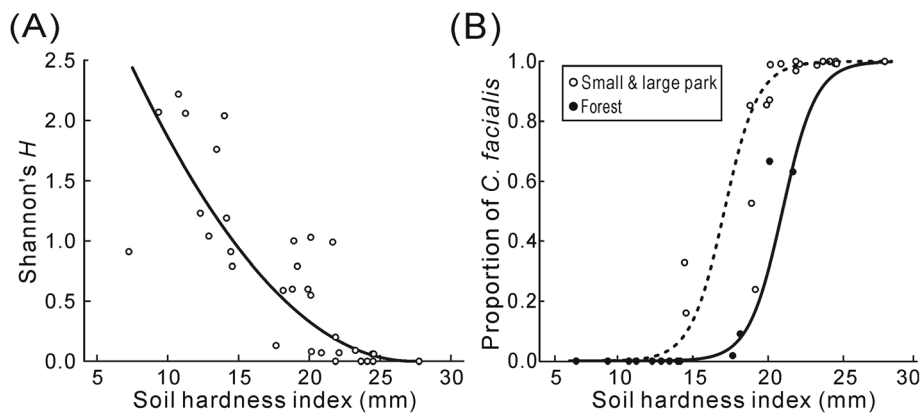 (A)
2.5
2.0
1.5
1.0
0.5
0.0
Shannon's H
5 10 15 20 25 30
Soil hardness index (mm)
(B)
1.0
0.8
0.6
0.4
0.2
0.0
Proportion of C. facialis
Small & large park
Forest
5 10 15 20 25 30
Soil hardness index (mm)